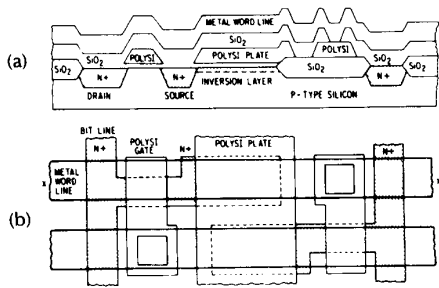 METAL WORD LINE
SiO2
(a)
SiO2
POLYSI
POLYSI PLATE
POLYSI
SiO2
SiO2
N+
N+
INVERSION LAYER
SiO2
N+
SiO2
DRAIN
SOURCE
P-TYPE SILICON
BIT LINE
N+
POLYSI GATE
N+
POLYSI PLATE
N+
X
METAL WORD LINE
(b)